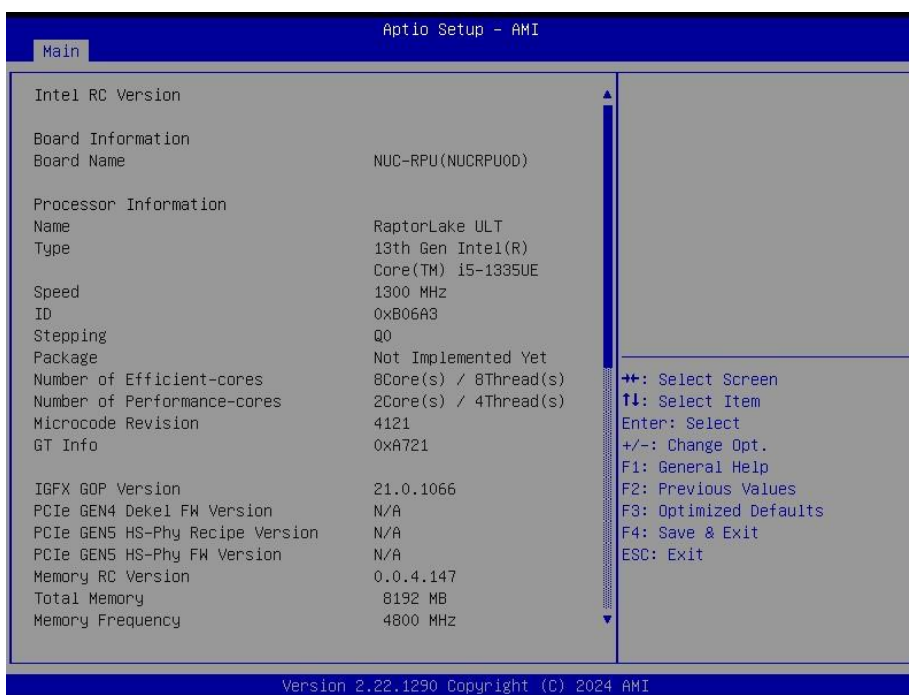 Aptio Setup - AMI
Main
Intel RC Version
Board Information
Board Name NUC-RPU(NUCRPU0D)
Processor Information
Name RaptorLake ULT
Type 13th Gen Intel(R)
Core(TM) i5-1335UE
Speed 1300 MHz
ID 0xB06A3
Stepping Q0
Package Not Implemented Yet
Number of Efficient-cores 8Core(s) / 8Thread(s)
Number of Performance-cores 2Core(s) / 4Thread(s)
Microcode Revision 4121
GT Info 0xA721
IGFX GOP Version 21.0.1066
PCIe GEN4 Dekel FW Version N/A
PCIe GEN5 HS-Phy Recipe Version N/A
PCIe GEN5 HS-Phy FW Version N/A
Memory RC Version 0.0.4.147
Total Memory 8192 MB
Memory Frequency 4800 MHz
→←: Select Screen
↑↓: Select Item
Enter: Select
+/-: Change Opt.
F1: General Help
F2: Previous Values
F3: Optimized Defaults
F4: Save & Exit
ESC: Exit
Version 2.22.1290 Copyright (C) 2024 AMI